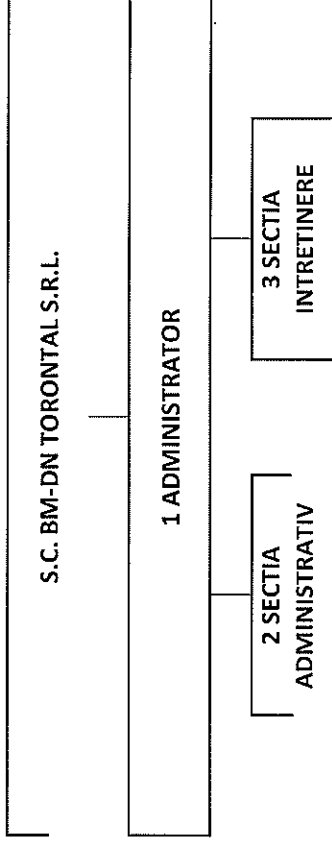 S.C. BM-DN TORONTAL S.R.L.
1 ADMINISTRATOR
2 SECTIA
ADMINISTRATIV
3 SECTIA
INTRETINERE